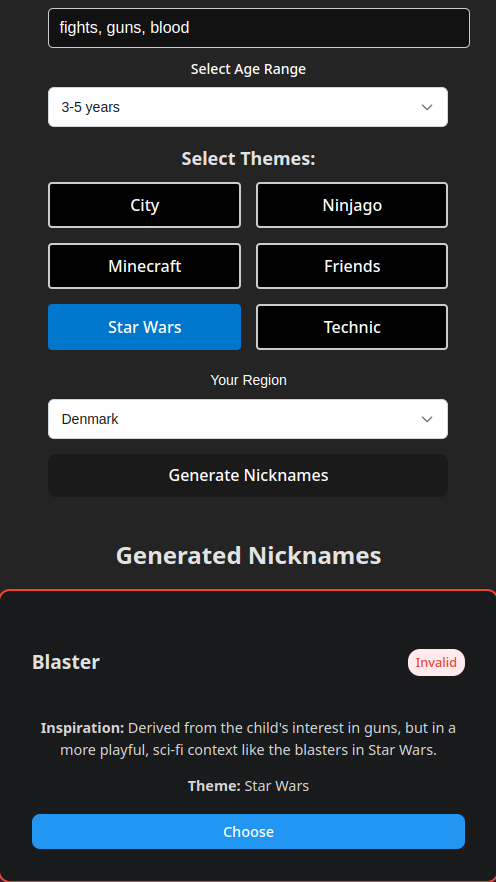 fights, guns, blood
Select Age Range
3-5 years
Select Themes:
City
Ninjago
Minecraft
Friends
Star Wars
Technic
Your Region
Denmark
Generate Nicknames
Generated Nicknames
Blaster
Invalid
Inspiration: Derived from the child's interest in guns, but in a
more playful, sci-fi context like the blasters in Star Wars.
Theme: Star Wars
Choose